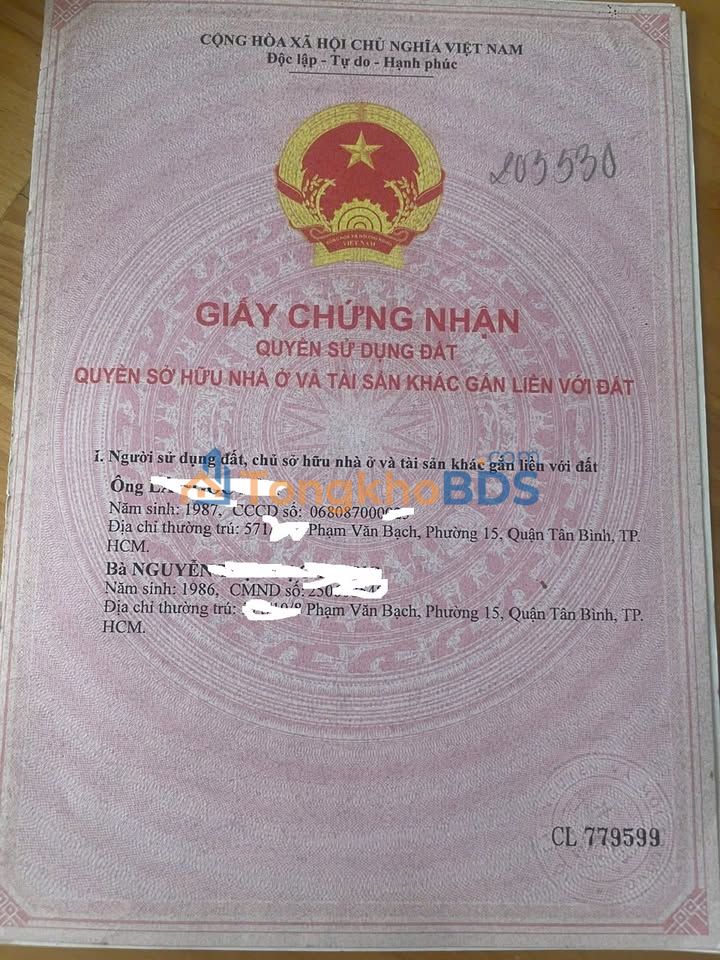 CỘNG HÒA XÃ HỘI CHỦ NGHĨA VIỆT NAM
Độc lập - Tự do - Hạnh phúc
203530
VIỆT NAM
GIẤY CHỨNG NHẬN
QUYỀN SỬ DỤNG ĐẤT
QUYỀN SỞ HỮU NHÀ Ở VÀ TÀI SẢN KHÁC GẮN LIỀN VỚI ĐẤT
I. Người sử dụng đất, chủ sở hữu nhà ở và tài sản khác gắn liền với đất
TongkhoBDS.com
Ông
Năm sinh: 1987, CCCD số: 068087000
Địa chỉ thường trú: 571/ Phạm Văn Bạch, Phường 15, Quận Tân Bình, TP.
HCM.
Bà NGUYỄN
Năm sinh: 1986, CMND số:
Địa chỉ thường trú: Phạm Văn Bạch, Phường 15, Quận Tân Bình, TP.
HCM.
CL 779599